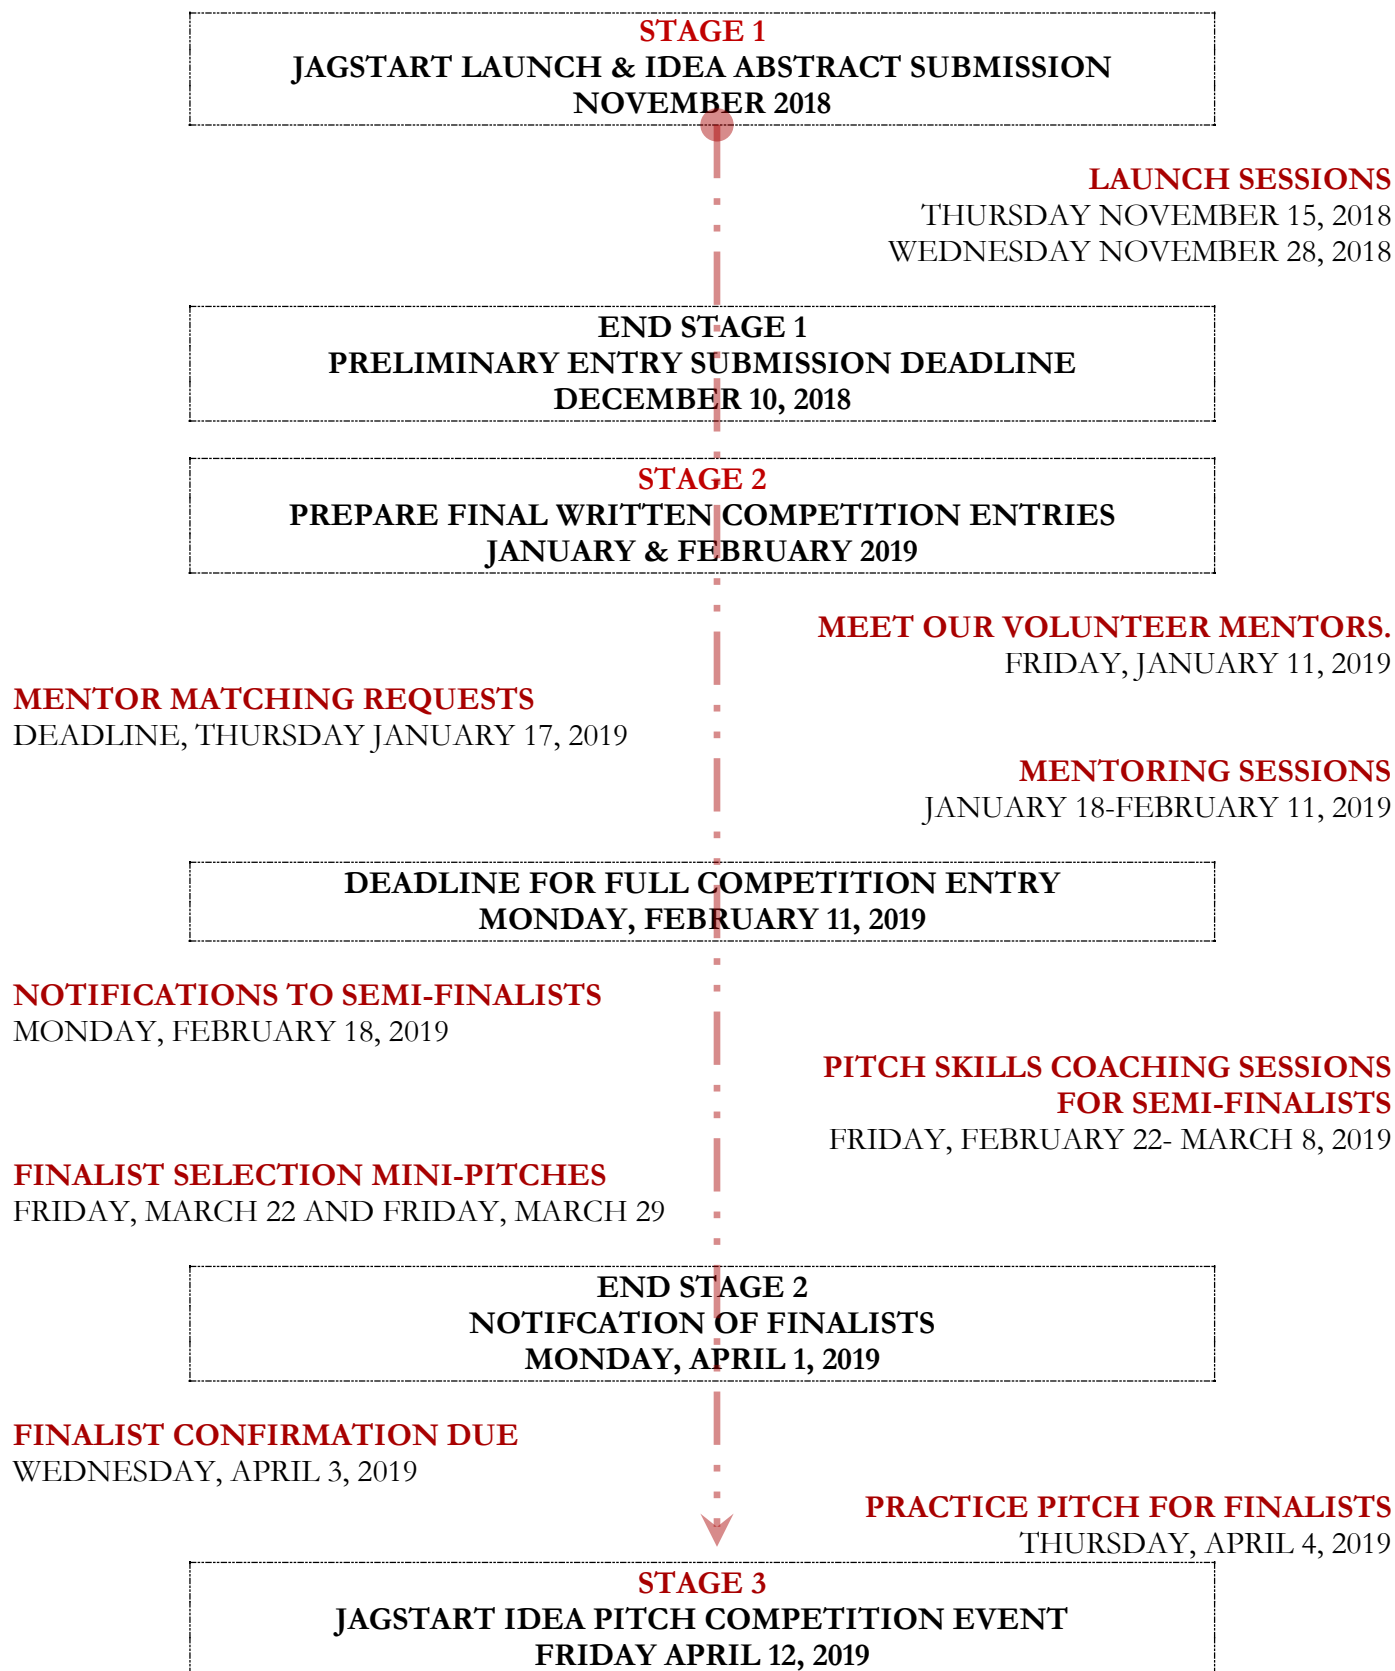 STAGE 1
JAGSTART LAUNCH & IDEA ABSTRACT SUBMISSION
NOVEMBER 2018
LAUNCH SESSIONS
THURSDAY NOVEMBER 15, 2018
WEDNESDAY NOVEMBER 28, 2018
END STAGE 1
PRELIMINARY ENTRY SUBMISSION DEADLINE
DECEMBER 10, 2018
STAGE 2
PREPARE FINAL WRITTEN COMPETITION ENTRIES
JANUARY & FEBRUARY 2019
MEET OUR VOLUNTEER MENTORS.
FRIDAY, JANUARY 11, 2019
MENTOR MATCHING REQUESTS
DEADLINE, THURSDAY JANUARY 17, 2019
MENTORING SESSIONS
JANUARY 18-FEBRUARY 11, 2019
DEADLINE FOR FULL COMPETITION ENTRY
MONDAY, FEBRUARY 11, 2019
NOTIFICATIONS TO SEMI-FINALISTS
MONDAY, FEBRUARY 18, 2019
PITCH SKILLS COACHING SESSIONS
FOR SEMI-FINALISTS
FRIDAY, FEBRUARY 22- MARCH 8, 2019
FINALIST SELECTION MINI-PITCHES
FRIDAY, MARCH 22 AND FRIDAY, MARCH 29
END STAGE 2
NOTIFCATION OF FINALISTS
MONDAY, APRIL 1, 2019
FINALIST CONFIRMATION DUE
WEDNESDAY, APRIL 3, 2019
PRACTICE PITCH FOR FINALISTS
THURSDAY, APRIL 4, 2019
STAGE 3
JAGSTART IDEA PITCH COMPETITION EVENT
FRIDAY APRIL 12, 2019